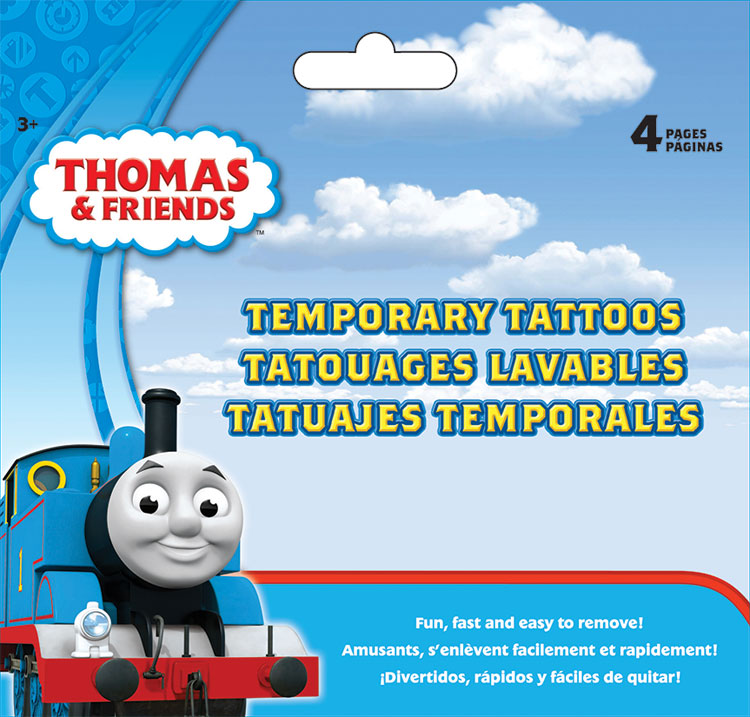 3+
THOMAS
& FRIENDS
™
4 PAGES
PÁGINAS
TEMPORARY TATTOOS
TATOUAGES LAVABLES
TATUAJES TEMPORALES
1
Fun, fast and easy to remove!
Amusants, s'enlèvent facilement et rapidement!
¡Divertidos, rápidos y fáciles de quitar!